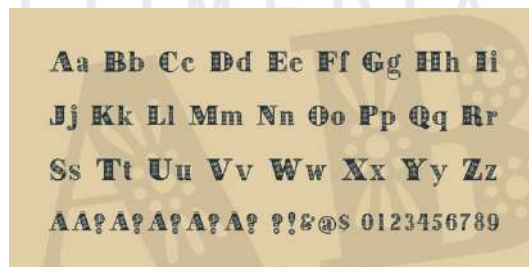 Aa Bb Cc Dd Ee Ff Gg Hh Ii
Jj Kk Ll Mm Nn Oo Pp Qq Rr
Ss Tt Uu Vv Ww Xx Yy Zz
AA?A?A?A?A? ?!&@$ 0123456789
A B